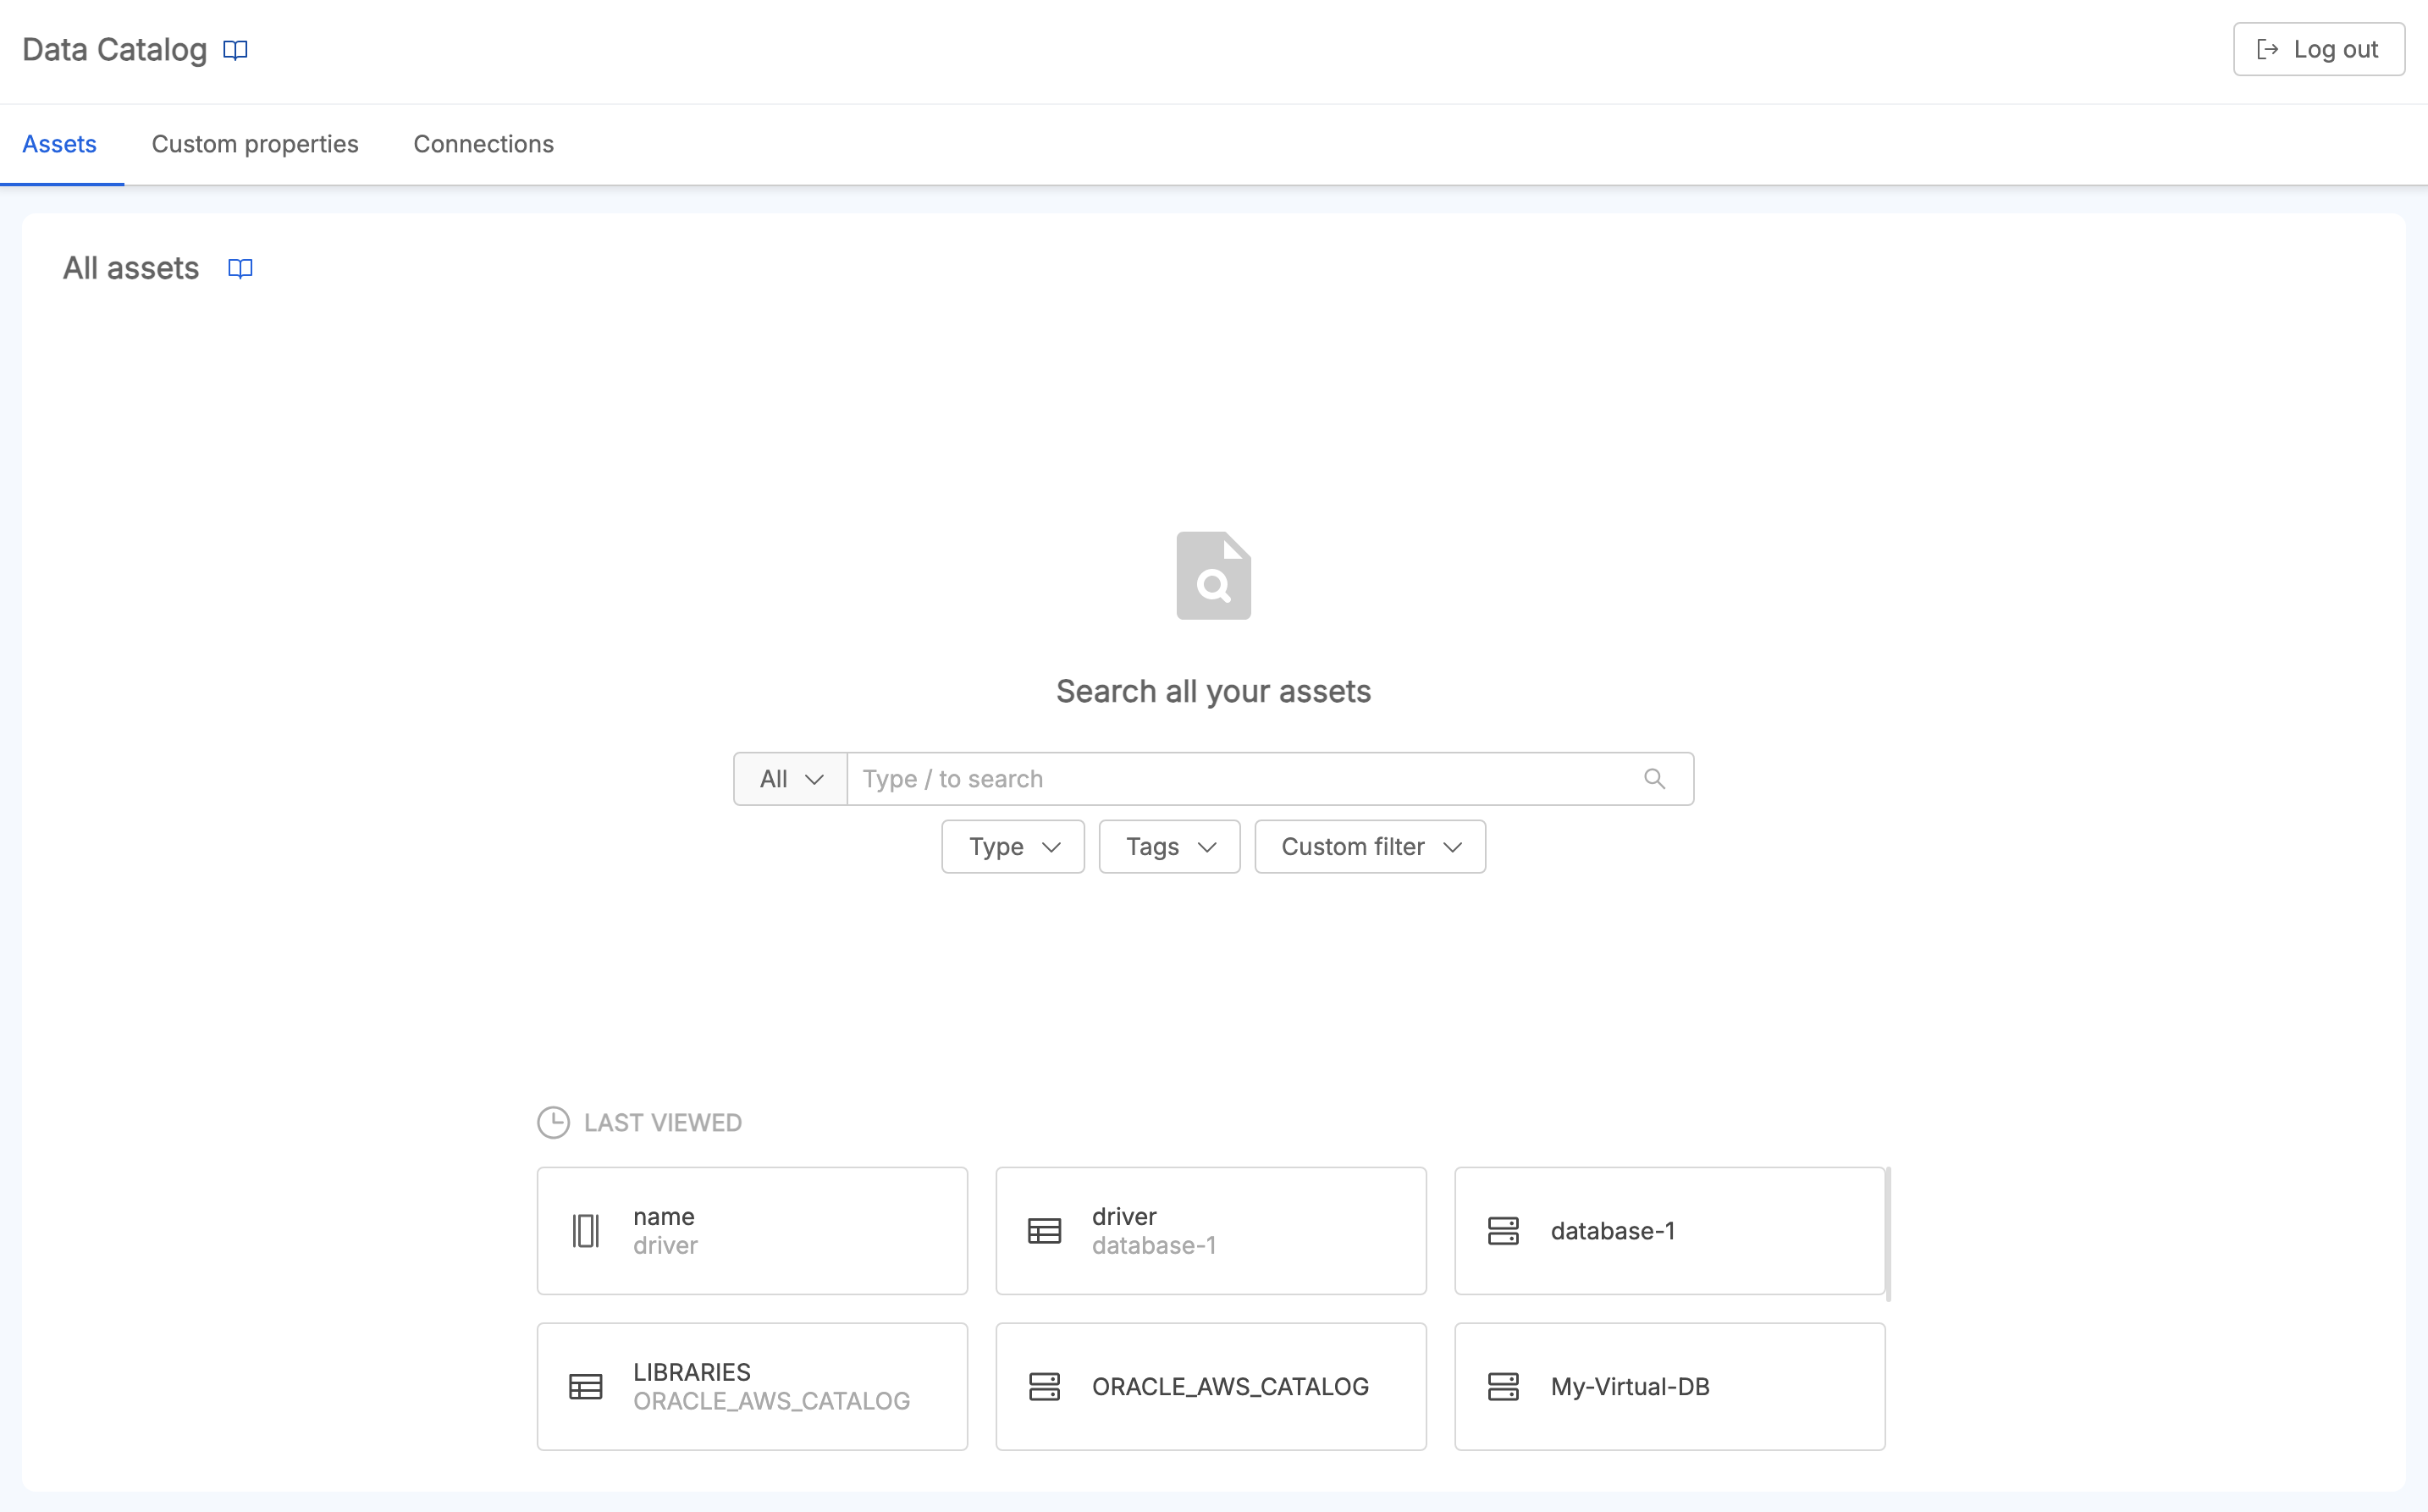 Data Catalog
Log out
Assets
Custom properties
Connections
All assets
Search all your assets
All
Type / to search
Type
Tags
Custom filter
LAST VIEWED
name
driver
driver
database-1
database-1
LIBRARIES
ORACLE_AWS_CATALOG
ORACLE_AWS_CATALOG
My-Virtual-DB